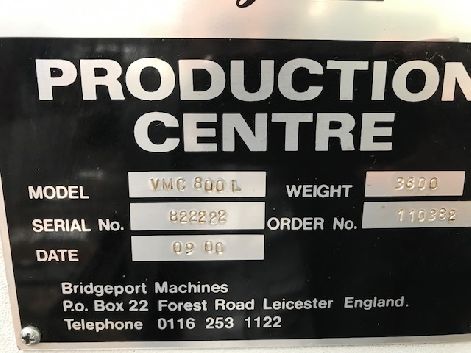 PRODUCTION
CENTRE
MODEL VMC 800 L WEIGHT 3600
SERIAL No. 822222 ORDER No. 110382
DATE 09 00
Bridgeport Machines
P.o. Box 22 Forest Road Leicester England.
Telephone 0116 253 1122